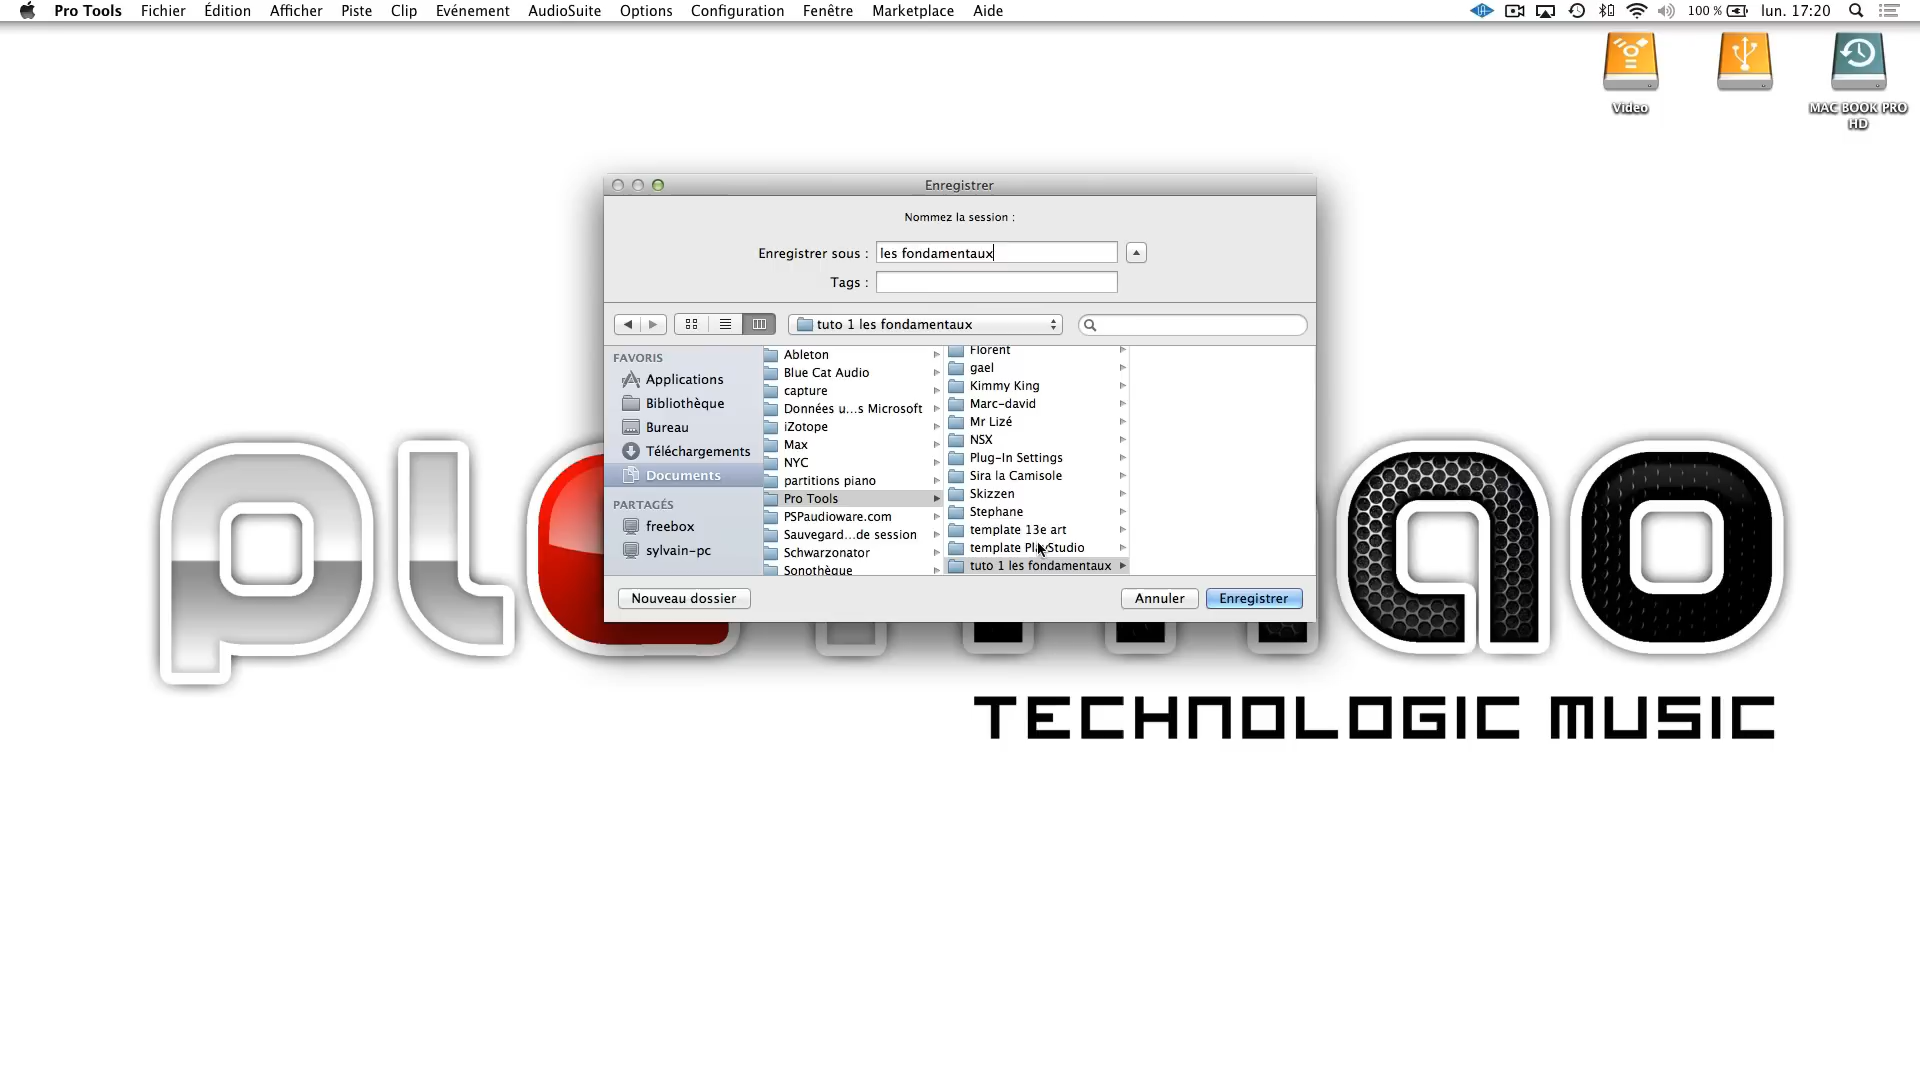 Pro Tools Fichier Édition Afficher Piste Clip Evénement AudioSuite Options Configuration Fenêtre Marketplace Aide 100 % lun. 17:20
Video
MAC BOOK PRO
HD
Enregistrer
Nommez la session :
Enregistrer sous : les fondamentaux
Tags :
tuto 1 les fondamentaux
FAVORIS
Applications
Bibliothèque
Bureau
Téléchargements
Documents
PARTAGÉS
freebox
sylvain-pc
Ableton
Blue Cat Audio
capture
Données u...s Microsoft
iZotope
Max
NYC
partitions piano
Pro Tools
PSPaudioware.com
Sauvegard...de session
Schwarzonator
Sonothèque
Florent
gael
Kimmy King
Marc-david
Mr Lizé
NSX
Plug-In Settings
Sira la Camisole
Skizzen
Stephane
template 13e art
template Pl Studio
tuto 1 les fondamentaux
Nouveau dossier
Annuler
Enregistrer
TECHNOLOGIC MUSIC